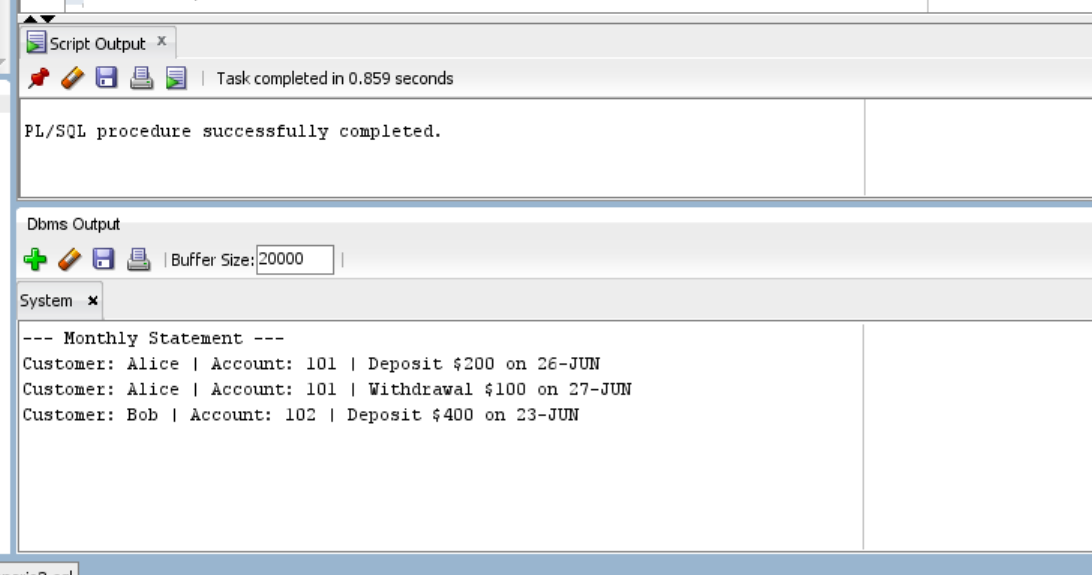 Script Output x
Task completed in 0.859 seconds
PL/SQL procedure successfully completed.
Dbms Output
Buffer Size: 20000
System x
--- Monthly Statement ---
Customer: Alice | Account: 101 | Deposit $200 on 26-JUN
Customer: Alice | Account: 101 | Withdrawal $100 on 27-JUN
Customer: Bob | Account: 102 | Deposit $400 on 23-JUN